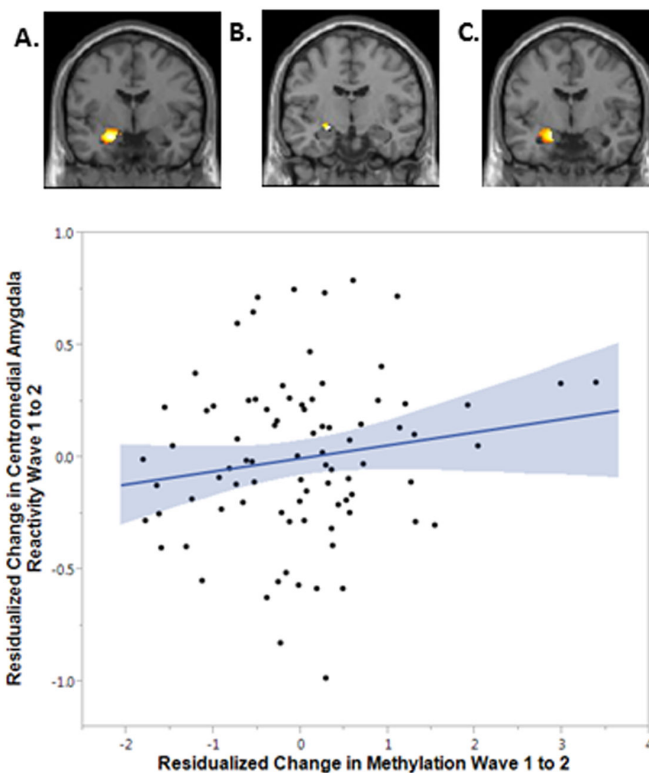 A.
B.
C.
1.0
0.5
0.0
-0.5
-1.0
Residualized Change in Centromedial Amygdala
Reactivity Wave 1 to 2
-2
-1
0
1
2
3
4
Residualized Change in Methylation Wave 1 to 2